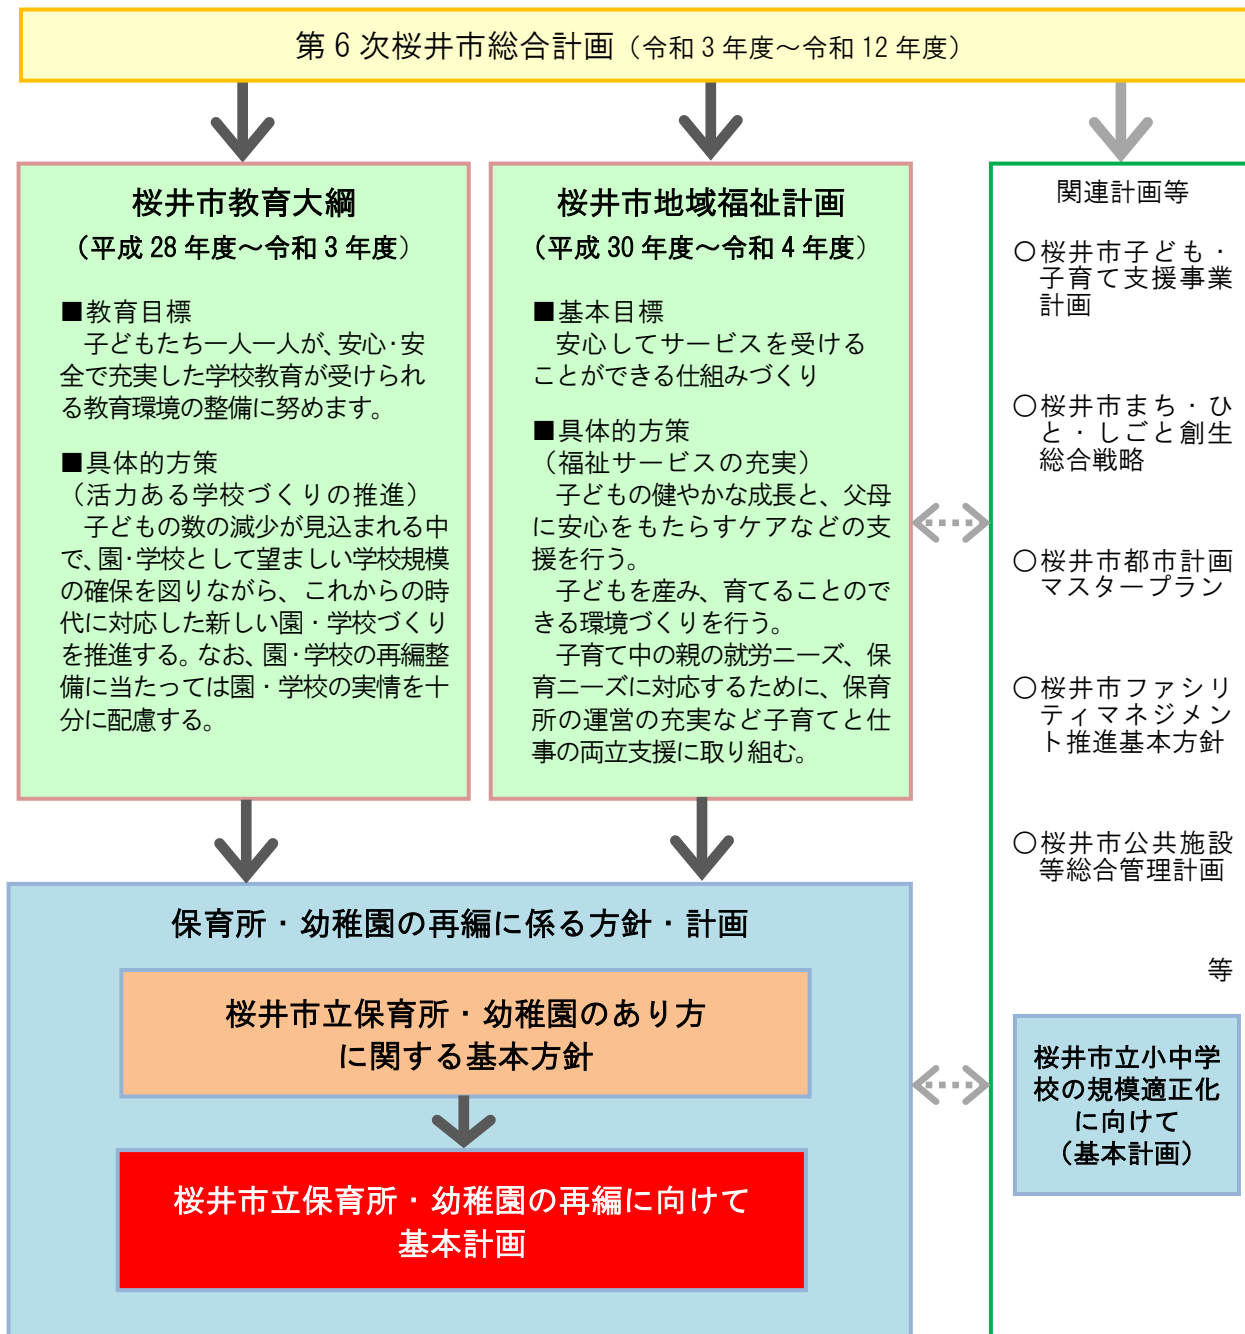 第6次桜井市総合計画（令和3年度～令和12年度）
桜井市教育大綱
（平成28年度～令和3年度）
■教育目標
子どもたち一人一人が、安心・安
全で充実した学校教育が受けられ
る教育環境の整備に努めます。
■具体的方策
（活力ある学校づくりの推進）
子どもの数の減少が見込まれる中
で、園・学校として望ましい学校規模
の確保を図りながら、これからの時
代に対応した新しい園・学校づくり
を推進する。なお、園・学校の再編整
備に当たっては園・学校の実情を十
分に配慮する。
桜井市地域福祉計画
（平成30年度～令和4年度）
■基本目標
安心してサービスを受ける
ことができる仕組みづくり
■具体的方策
（福祉サービスの充実）
子どもの健やかな成長と、父母
に安心をもたらすケアなどの支
援を行う。
子どもを産み、育てることので
きる環境づくりを行う。
子育て中の親の就労ニーズ、保
育ニーズに対応するために、保育
所の運営の充実など子育てと仕
事の両立支援に取り組む。
関連計画等
○桜井市子ども・
子育て支援事業
計画
○桜井市まち・ひ
と・しごと創生
総合戦略
○桜井市都市計画
マスタープラン
○桜井市ファシリ
ティマネジメン
ト推進基本方針
○桜井市公共施設
等総合管理計画
等
桜井市立小中学
校の規模適正化
に向けて
（基本計画）
保育所・幼稚園の再編に係る方針・計画
桜井市立保育所・幼稚園のあり方
に関する基本方針
桜井市立保育所・幼稚園の再編に向けて
基本計画